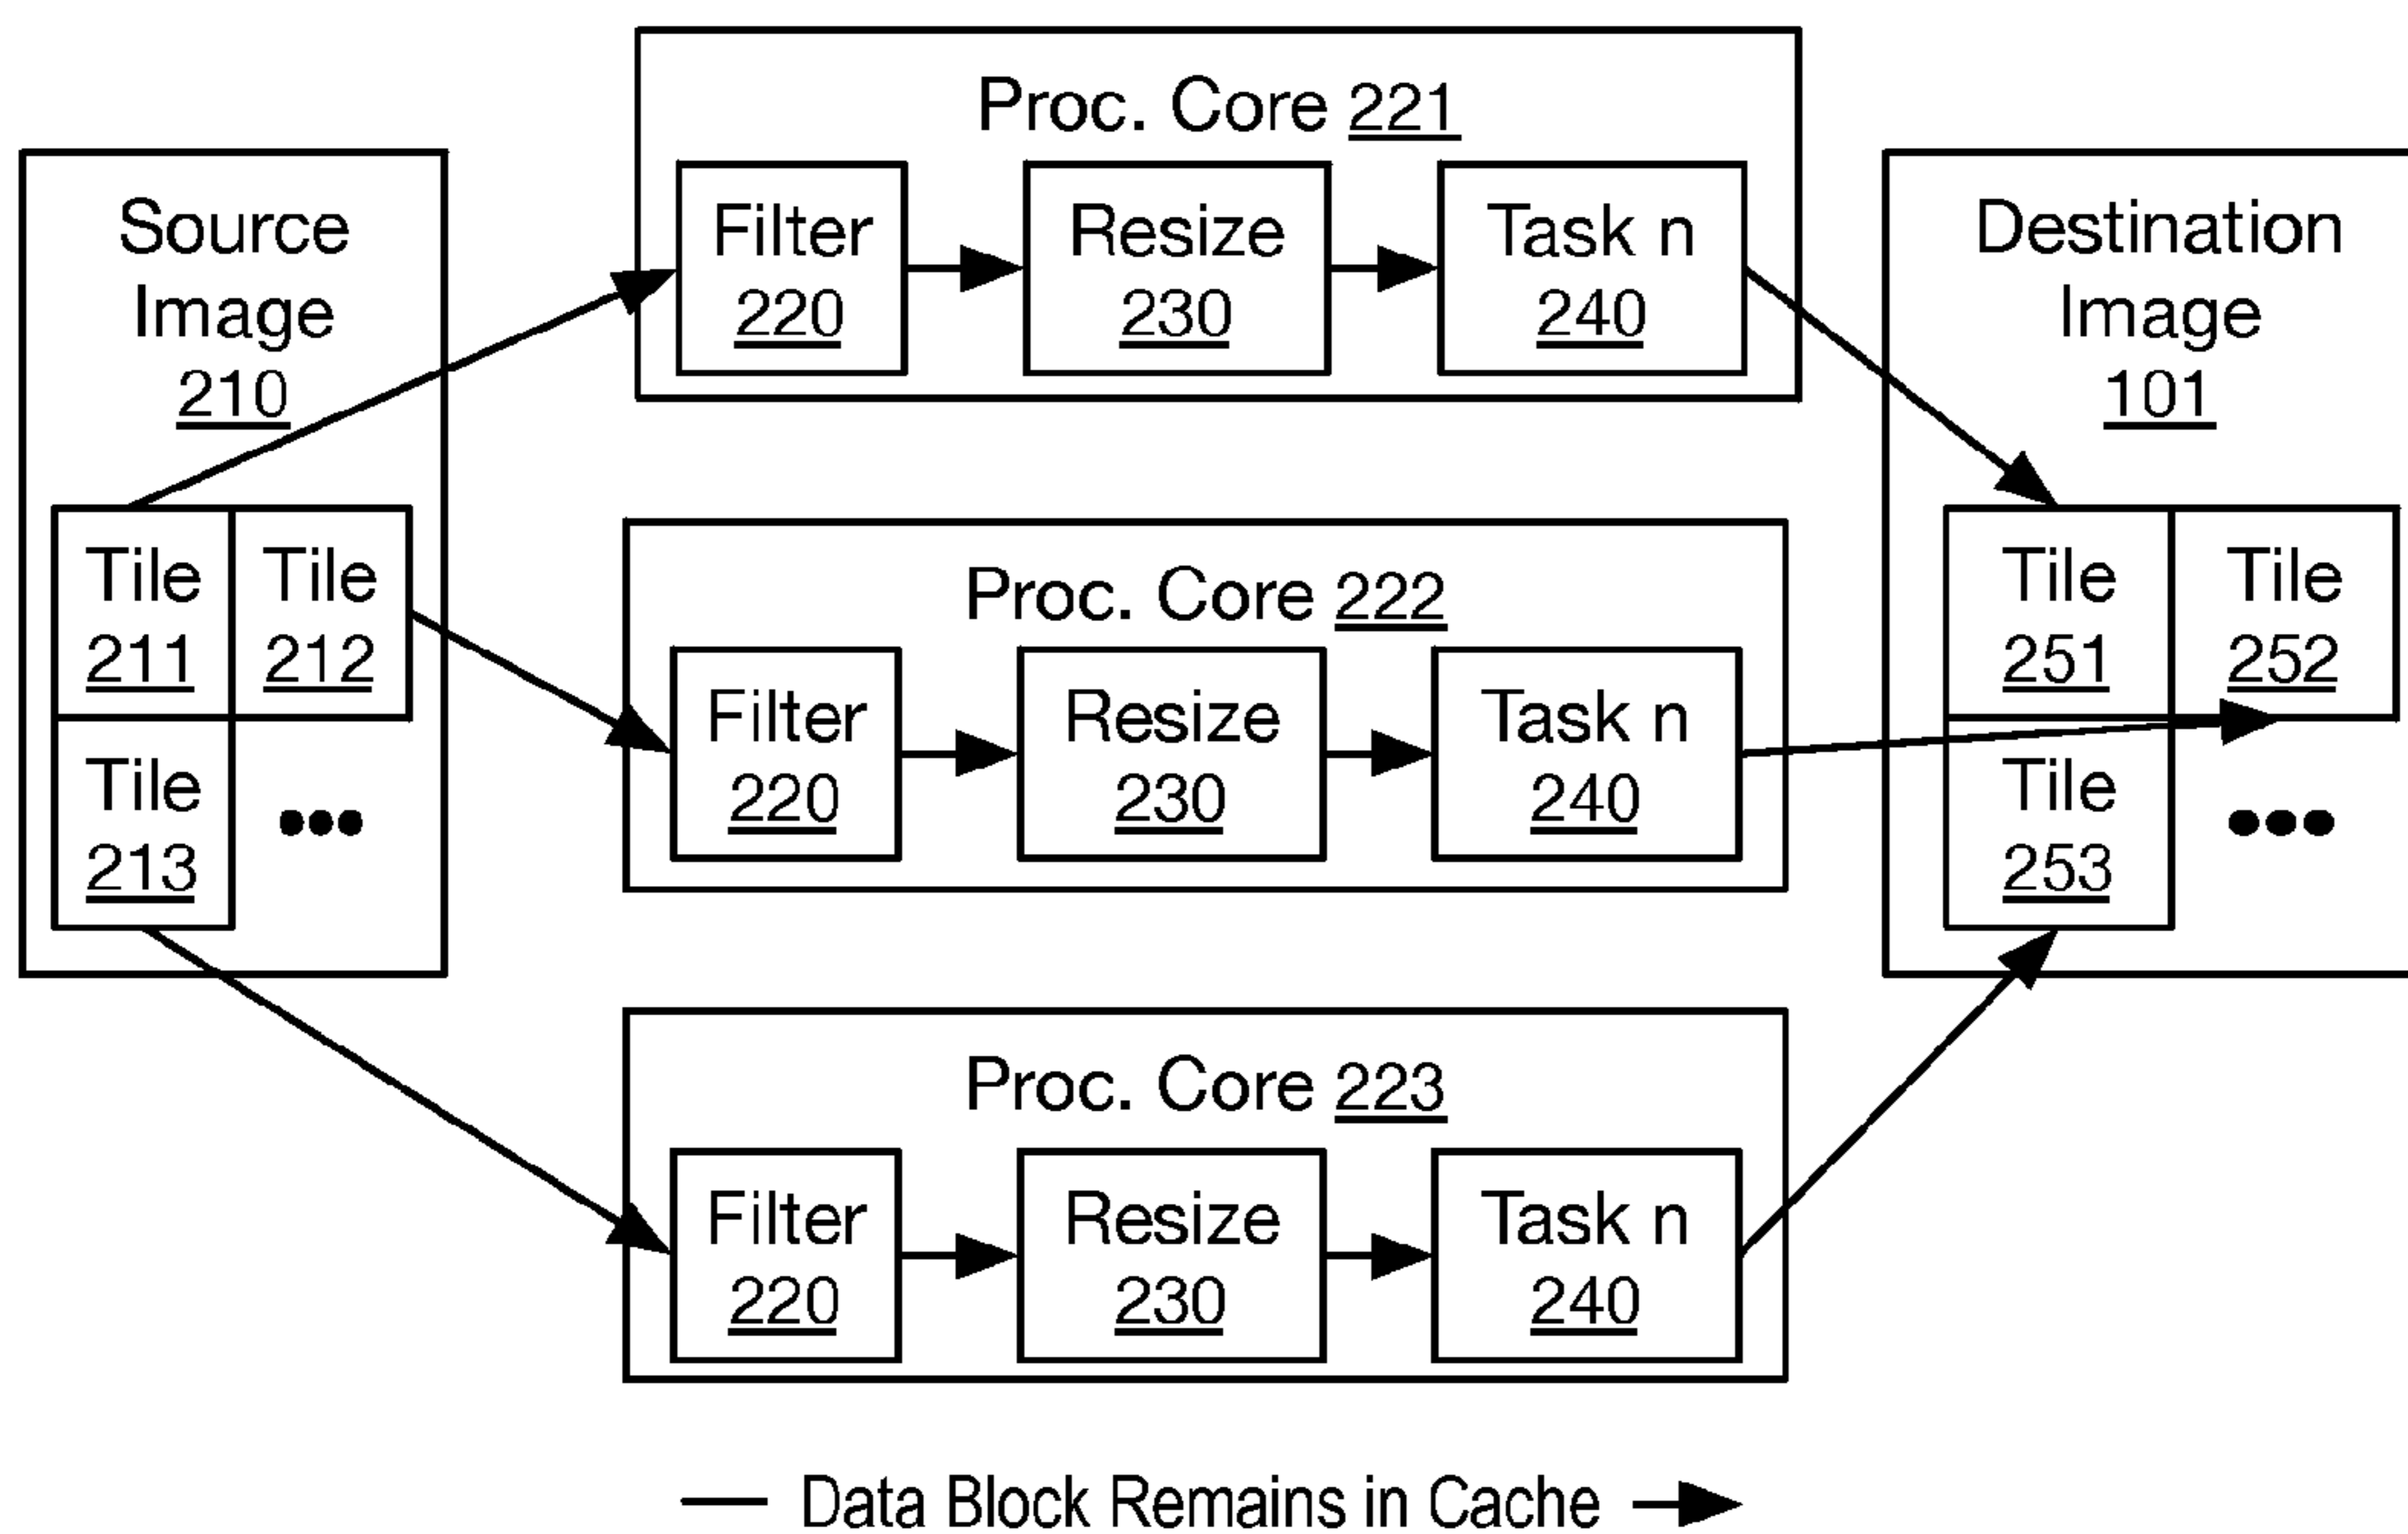 Source
Image
210
Tile
211
Tile
212
Tile
213
•••
Proc. Core 221
Filter
220
Resize
230
Task n
240
Proc. Core 222
Filter
220
Resize
230
Task n
240
Proc. Core 223
Filter
220
Resize
230
Task n
240
Destination
Image
101
Tile
251
Tile
252
Tile
253
•••
Data Block Remains in Cache